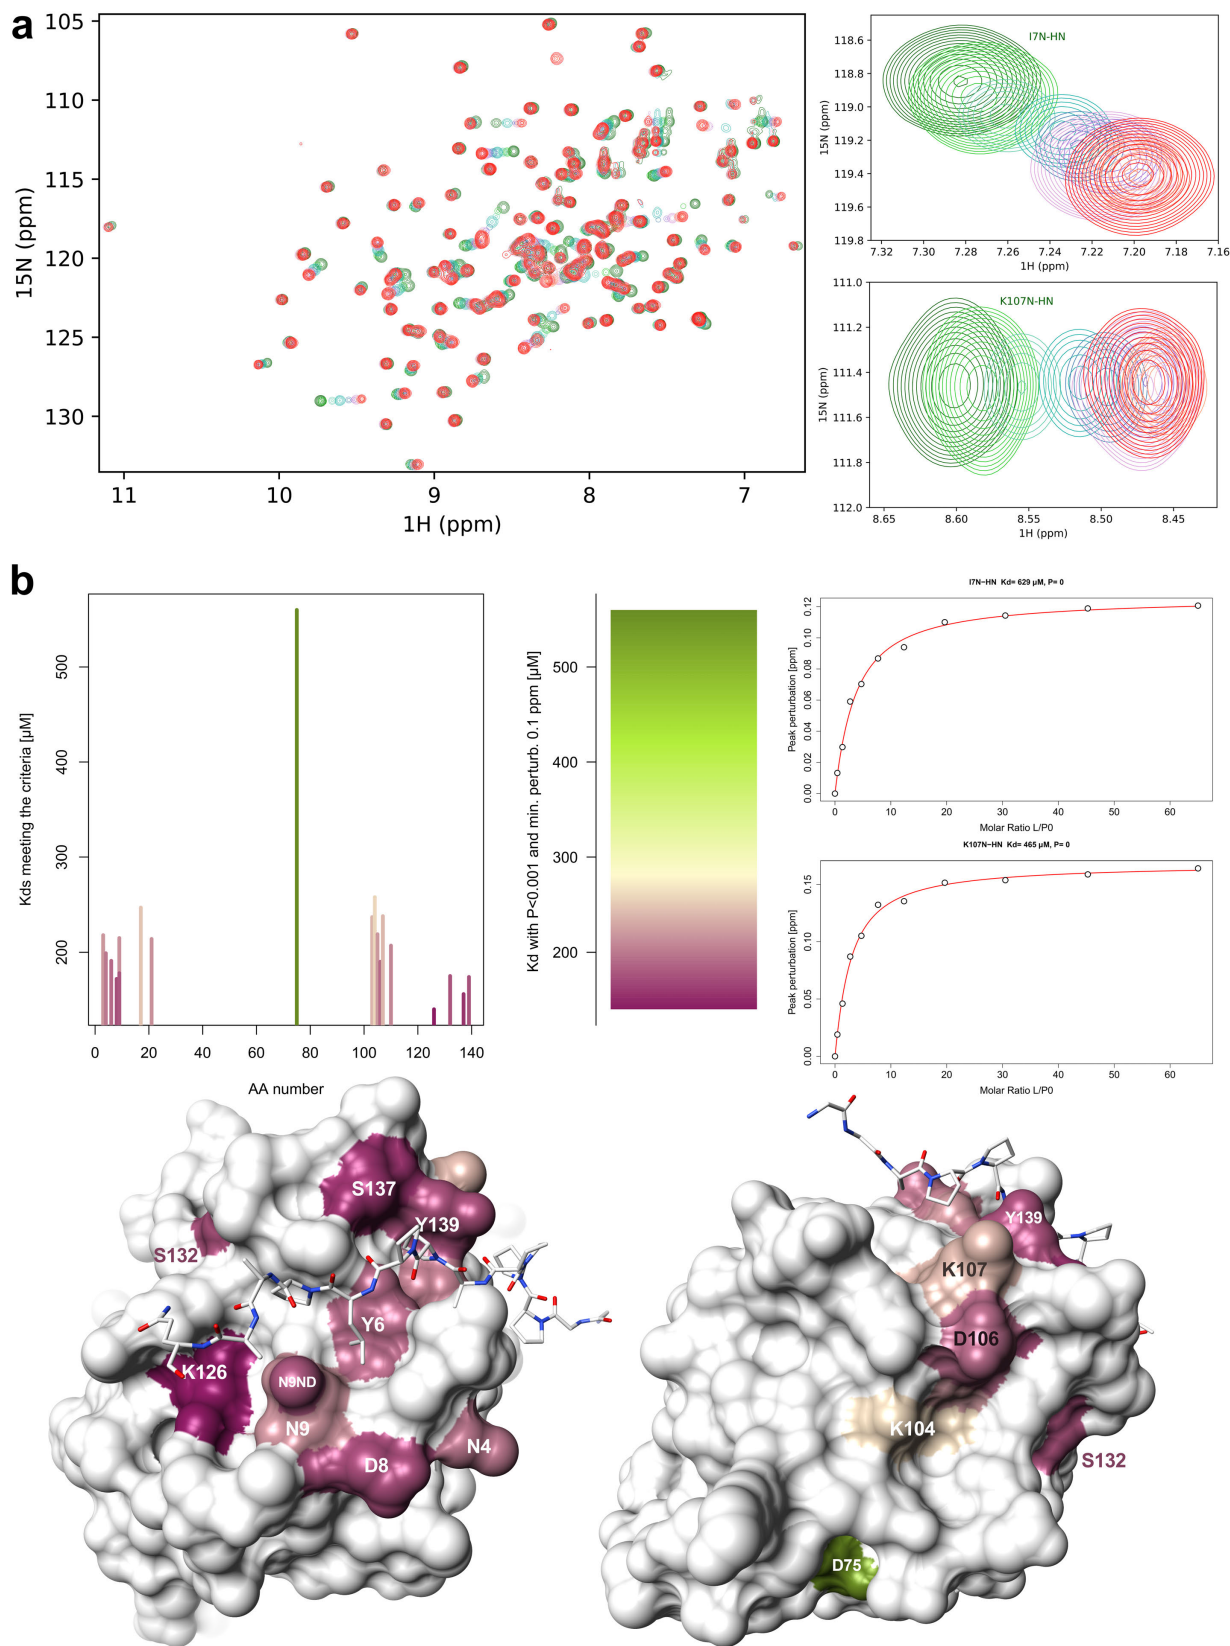 a
105
110
115
120
125
130
15N (ppm)
11
10
9
8
7
1H (ppm)
118.6
118.8
119.0
119.2
119.4
119.6
119.8
15N (ppm)
I7N-HN
7.32
7.30
7.28
7.26
7.24
7.22
7.20
7.18
7.16
1H (ppm)
111.0
111.2
111.4
111.6
111.8
112.0
15N (ppm)
K107N-HN
8.65
8.60
8.55
8.50
8.45
1H (ppm)
b
Kds meeting the criteria [µM]
500
400
300
200
0
20
40
60
80
100
120
140
AA number
Kd with P<0.001 and min. perturb. 0.1 ppm [µM]
500
400
300
200
I7N−HN Kd= 629 µM, P= 0
Peak perturbation [ppm]
0.12
0.10
0.08
0.06
0.04
0.02
0.00
0
10
20
30
40
50
60
Molar Ratio L/P0
K107N−HN Kd= 465 µM, P= 0
Peak perturbation [ppm]
0.15
0.10
0.05
0.00
0
10
20
30
40
50
60
Molar Ratio L/P0
S137
Y139
S132
Y6
K126
N9ND
N9
N4
D8
Y139
K107
D106
K104
S132
D75